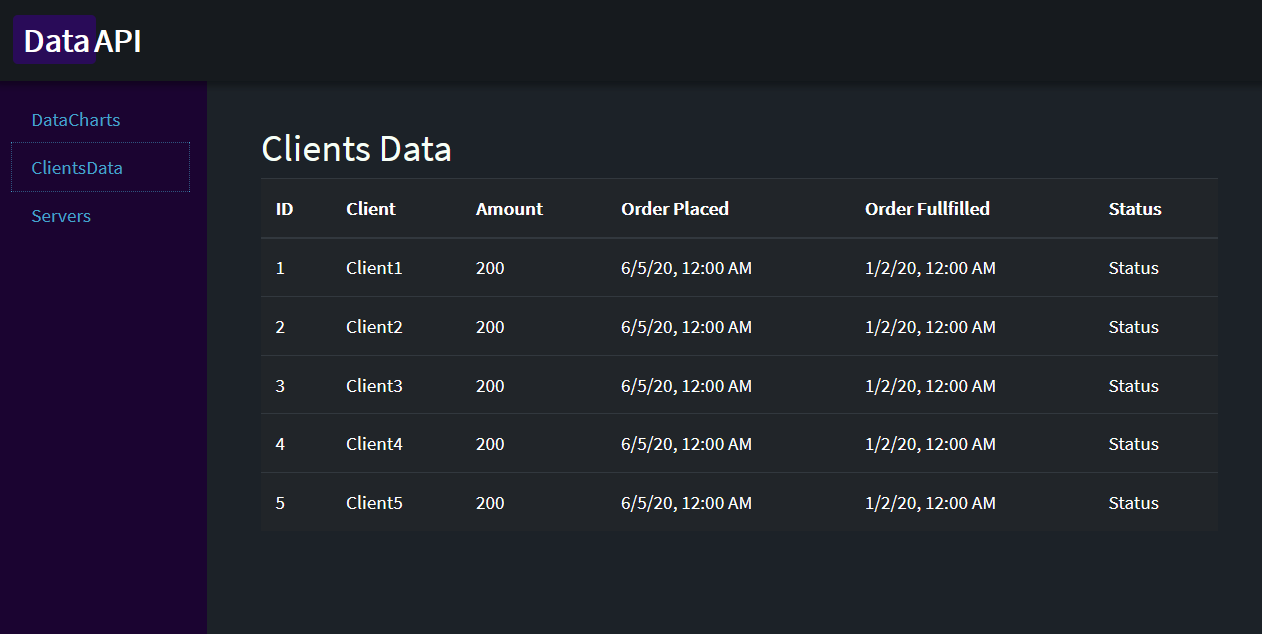 DataAPI
DataCharts
ClientsData
Servers
Clients Data
ID Client Amount Order Placed Order Fullfilled Status
1 Client1 200 6/5/20, 12:00 AM 1/2/20, 12:00 AM Status
2 Client2 200 6/5/20, 12:00 AM 1/2/20, 12:00 AM Status
3 Client3 200 6/5/20, 12:00 AM 1/2/20, 12:00 AM Status
4 Client4 200 6/5/20, 12:00 AM 1/2/20, 12:00 AM Status
5 Client5 200 6/5/20, 12:00 AM 1/2/20, 12:00 AM Status